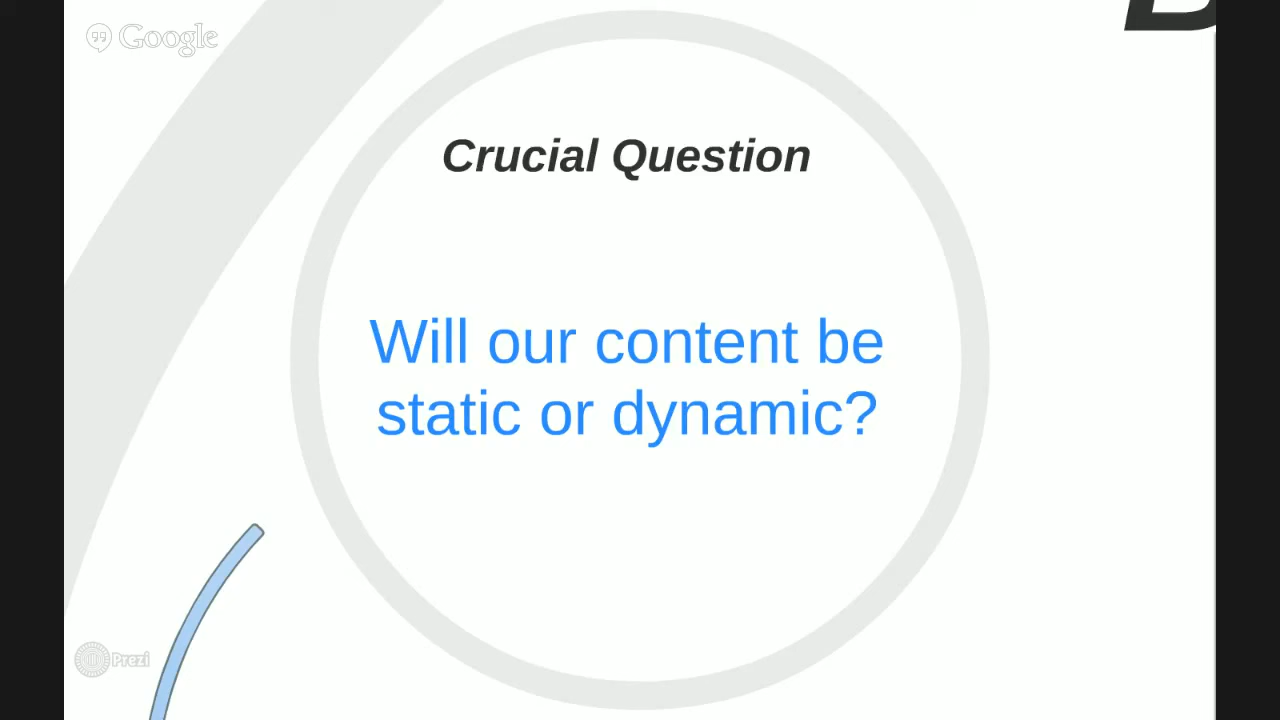 Google
Crucial Question
Will our content be
static or dynamic?
Prezi